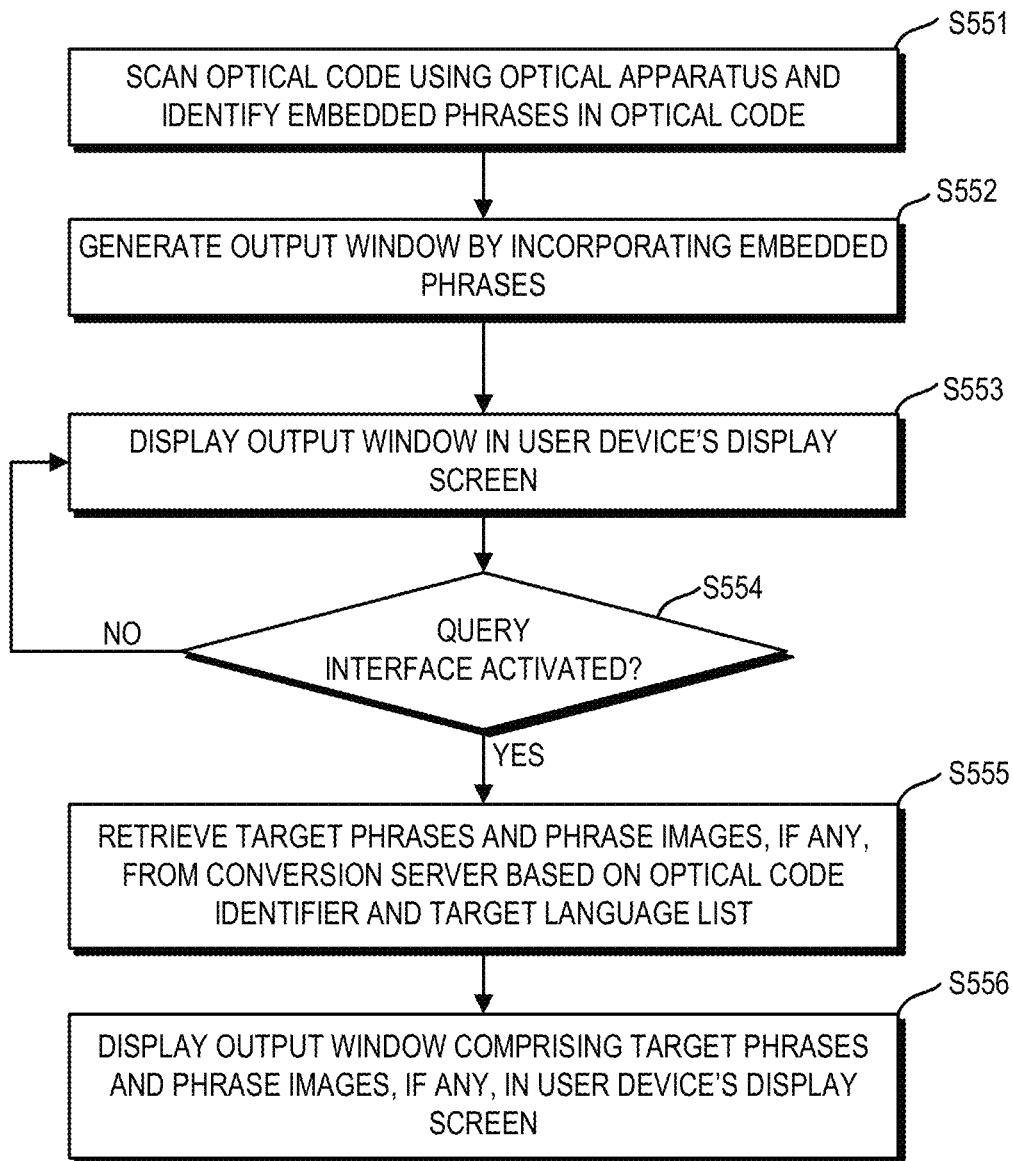 S551
SCAN OPTICAL CODE USING OPTICAL APPARATUS AND
IDENTIFY EMBEDDED PHRASES IN OPTICAL CODE
S552
GENERATE OUTPUT WINDOW BY INCORPORATING EMBEDDED
PHRASES
S553
DISPLAY OUTPUT WINDOW IN USER DEVICE'S DISPLAY
SCREEN
S554
NO
QUERY
INTERFACE ACTIVATED?
YES
S555
RETRIEVE TARGET PHRASES AND PHRASE IMAGES, IF ANY,
FROM CONVERSION SERVER BASED ON OPTICAL CODE
IDENTIFIER AND TARGET LANGUAGE LIST
S556
DISPLAY OUTPUT WINDOW COMPRISING TARGET PHRASES
AND PHRASE IMAGES, IF ANY, IN USER DEVICE'S DISPLAY
SCREEN